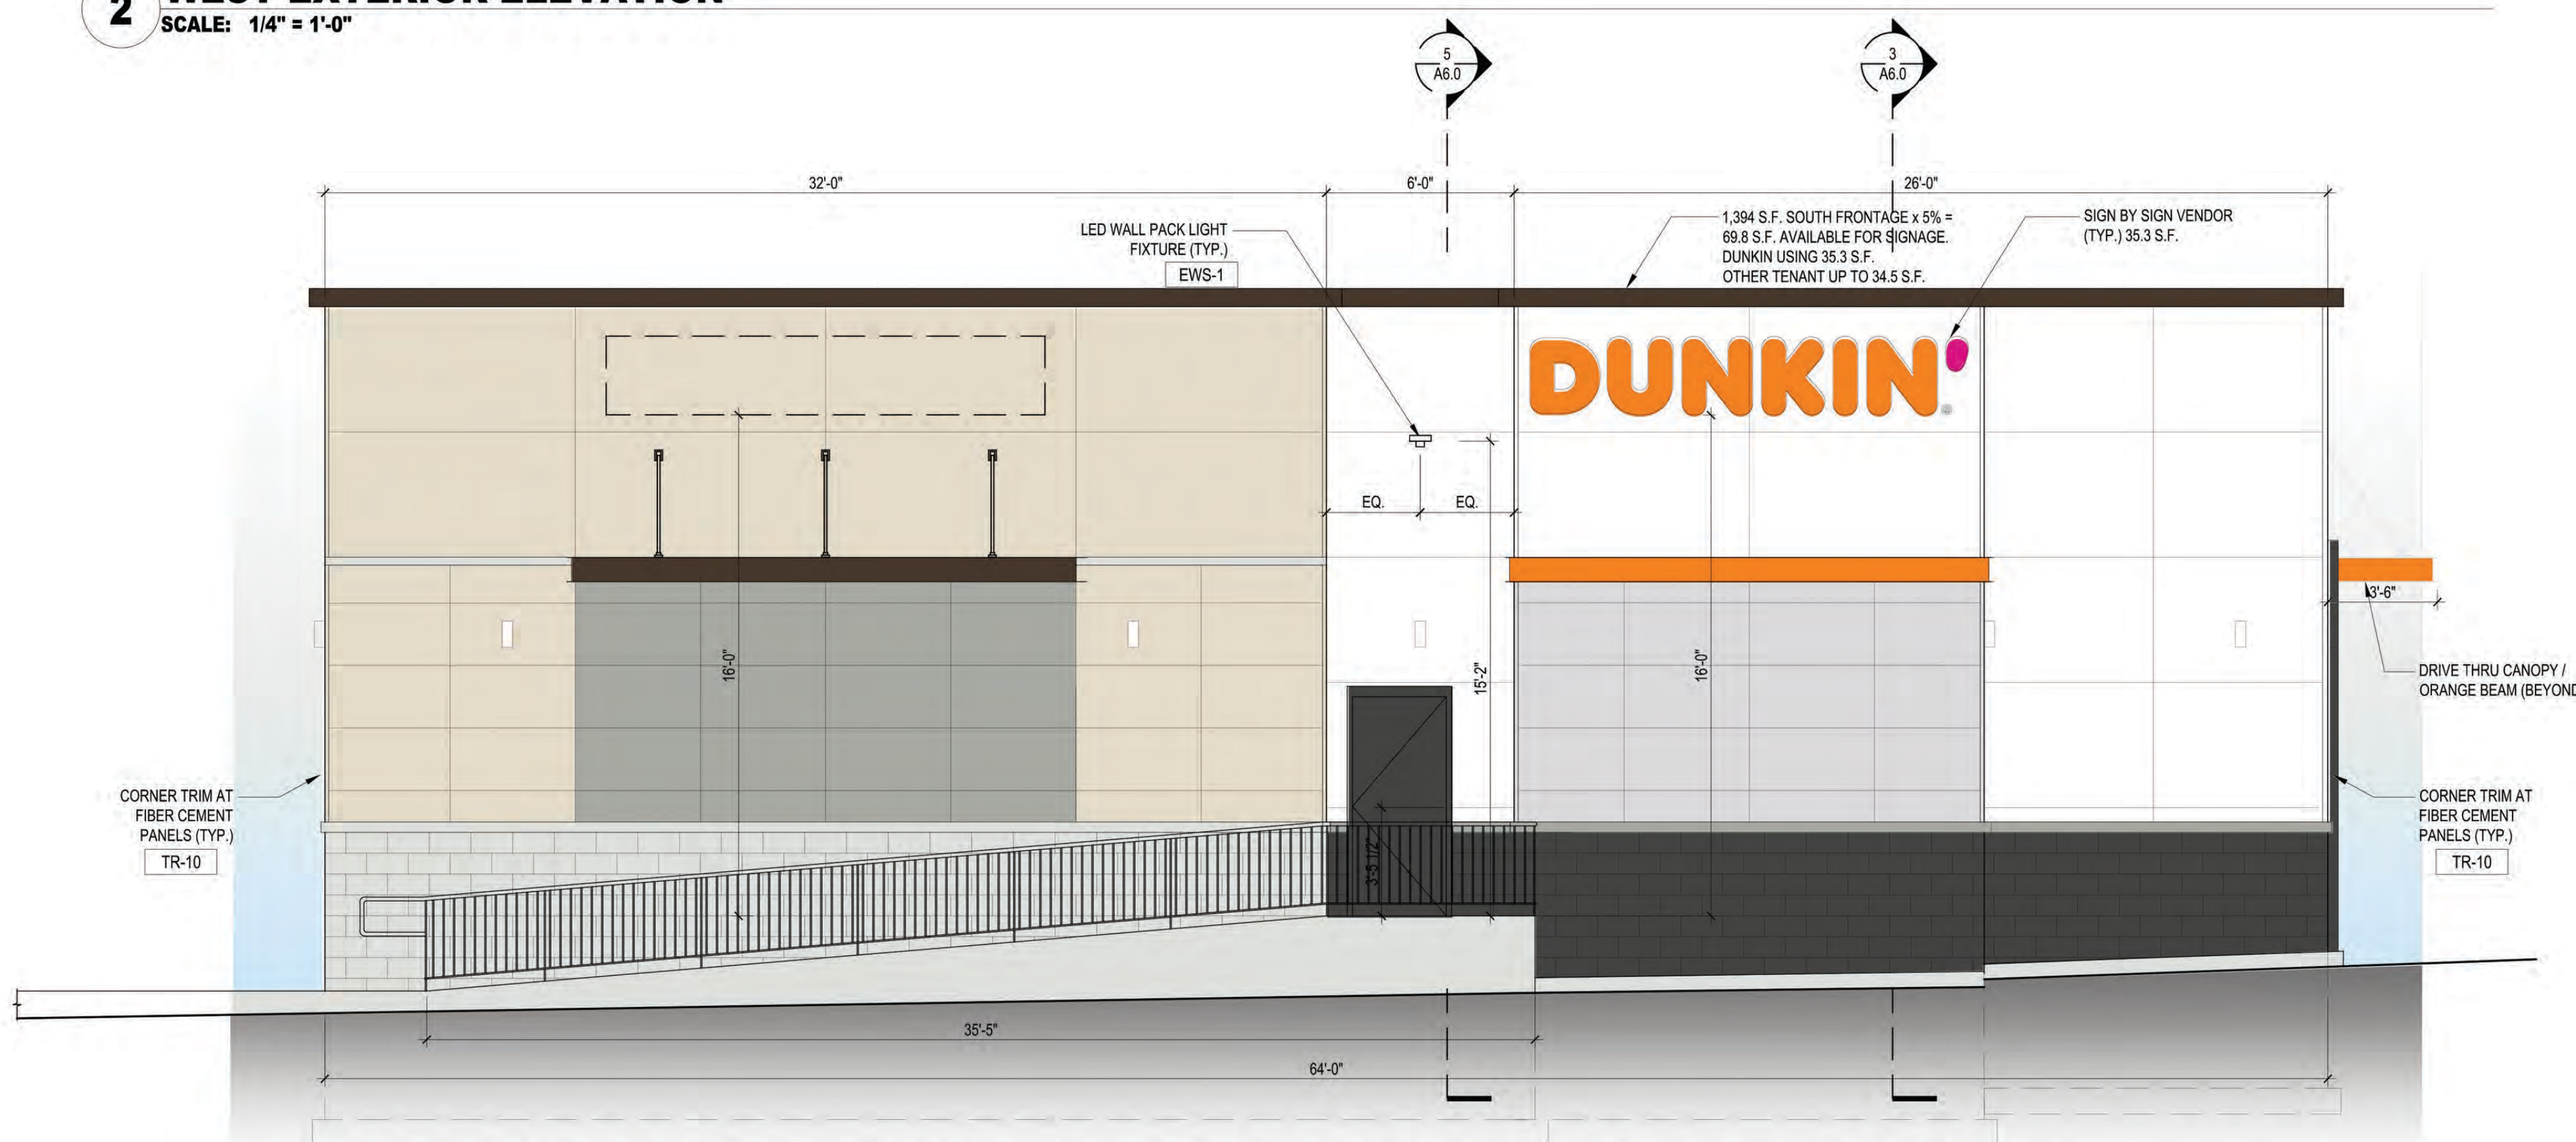 2 WEST EXTERIOR ELEVATION
SCALE: 1/4" = 1'-0"
5
A6.0
3
A6.0
32'-0"
6'-0"
26'-0"
LED WALL PACK LIGHT
FIXTURE (TYP.)
EWS-1
1,394 S.F. SOUTH FRONTAGE x 5% =
69.8 S.F. AVAILABLE FOR SIGNAGE.
DUNKIN USING 35.3 S.F.
OTHER TENANT UP TO 34.5 S.F.
SIGN BY SIGN VENDOR
(TYP.) 35.3 S.F.
DUNKIN'
®
EQ.
EQ.
3'-6"
16'-0"
15'-2"
16'-0"
DRIVE THRU CANOPY /
ORANGE BEAM (BEYOND
CORNER TRIM AT
FIBER CEMENT
PANELS (TYP.)
TR-10
3'-5 1/2"
CORNER TRIM AT
FIBER CEMENT
PANELS (TYP.)
TR-10
35'-5"
64'-0"